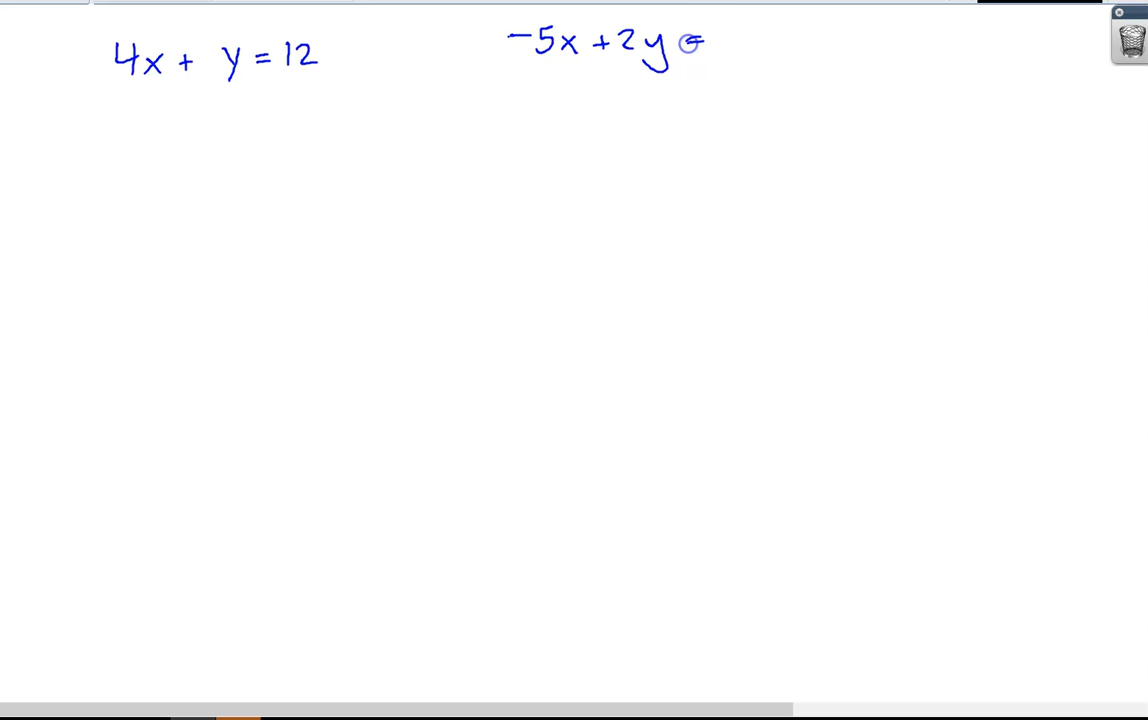 4x + y = 12
-5x + 2y =